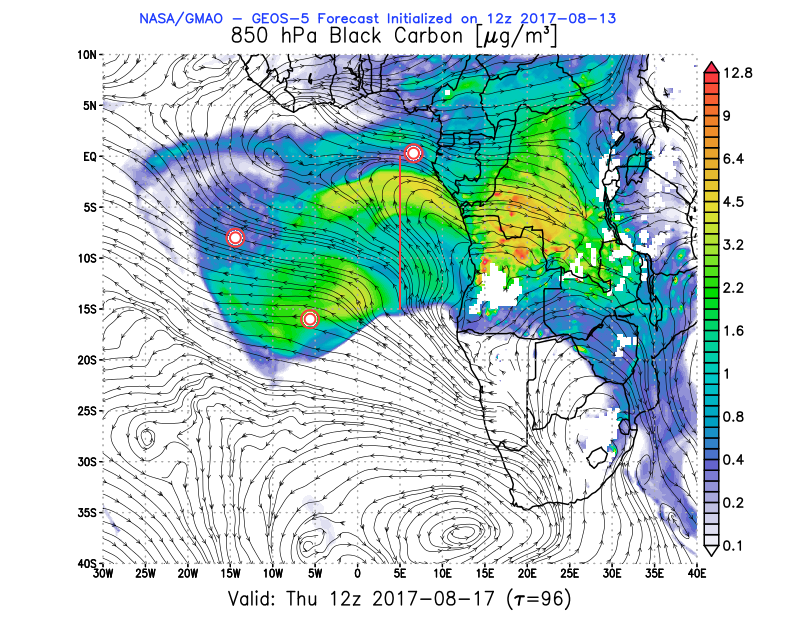 NASA/GMAO − GEOS−5 Forecast Initialized on 12z 2017−08−13
850 hPa Black Carbon [μg/m³]
10N
5N
EQ
5S
10S
15S
20S
25S
30S
35S
40S
30W 25W 20W 15W 10W 5W 0 5E 10E 15E 20E 25E 30E 35E 40E
12.8
9
6.4
4.5
3.2
2.2
1.6
1
0.8
0.4
0.2
0.1
Valid: Thu 12z 2017−08−17 (τ=96)